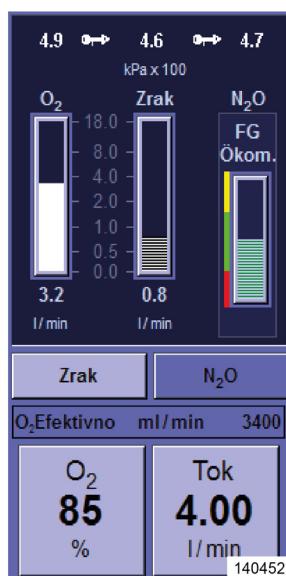 4.9 4.6 4.7
kPa x 100
O₂ Zrak N₂O
FG
Ökom.
18.0
8.0
4.0
2.0
1.0
0.5
0.0
3.2 0.8
l/min l/min
Zrak N₂O
O₂Efektivno ml/min 3400
O₂ Tok
85 4.00
% l/min
140452